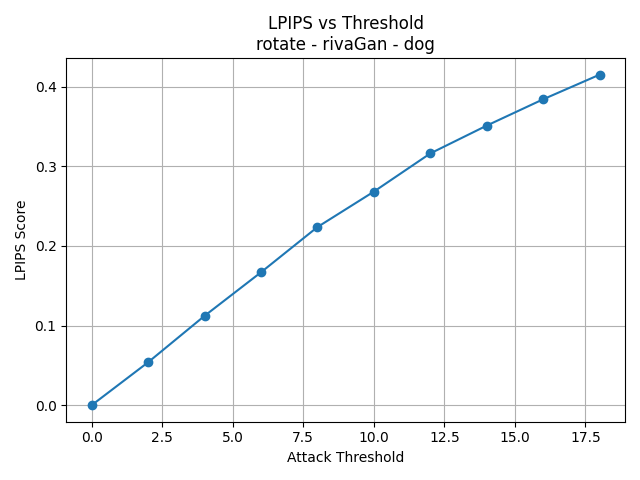 LPIPS vs Threshold
rotate - rivaGan - dog
LPIPS Score
0.4
0.3
0.2
0.1
0.0
0.0 2.5 5.0 7.5 10.0 12.5 15.0 17.5
Attack Threshold